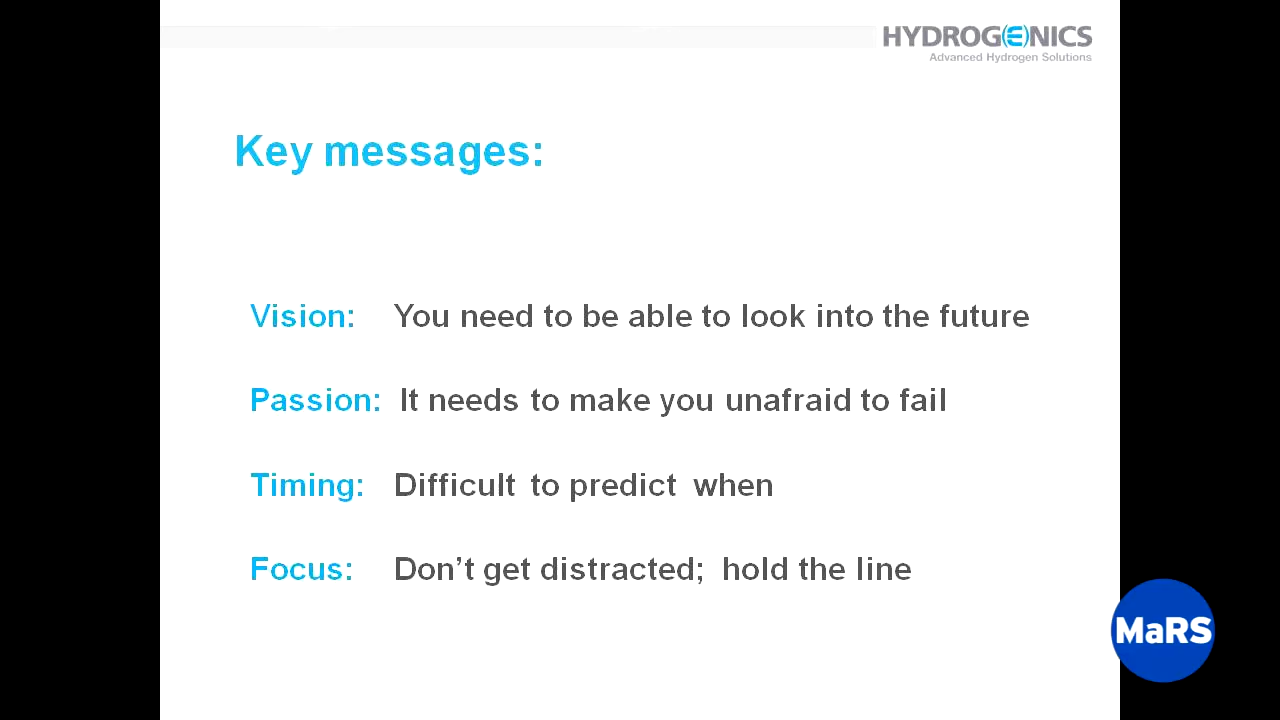 HYDROGENICS
Advanced Hydrogen Solutions
Key messages:
Vision: You need to be able to look into the future
Passion: It needs to make you unafraid to fail
Timing: Difficult to predict when
Focus: Don’t get distracted; hold the line
MaRS